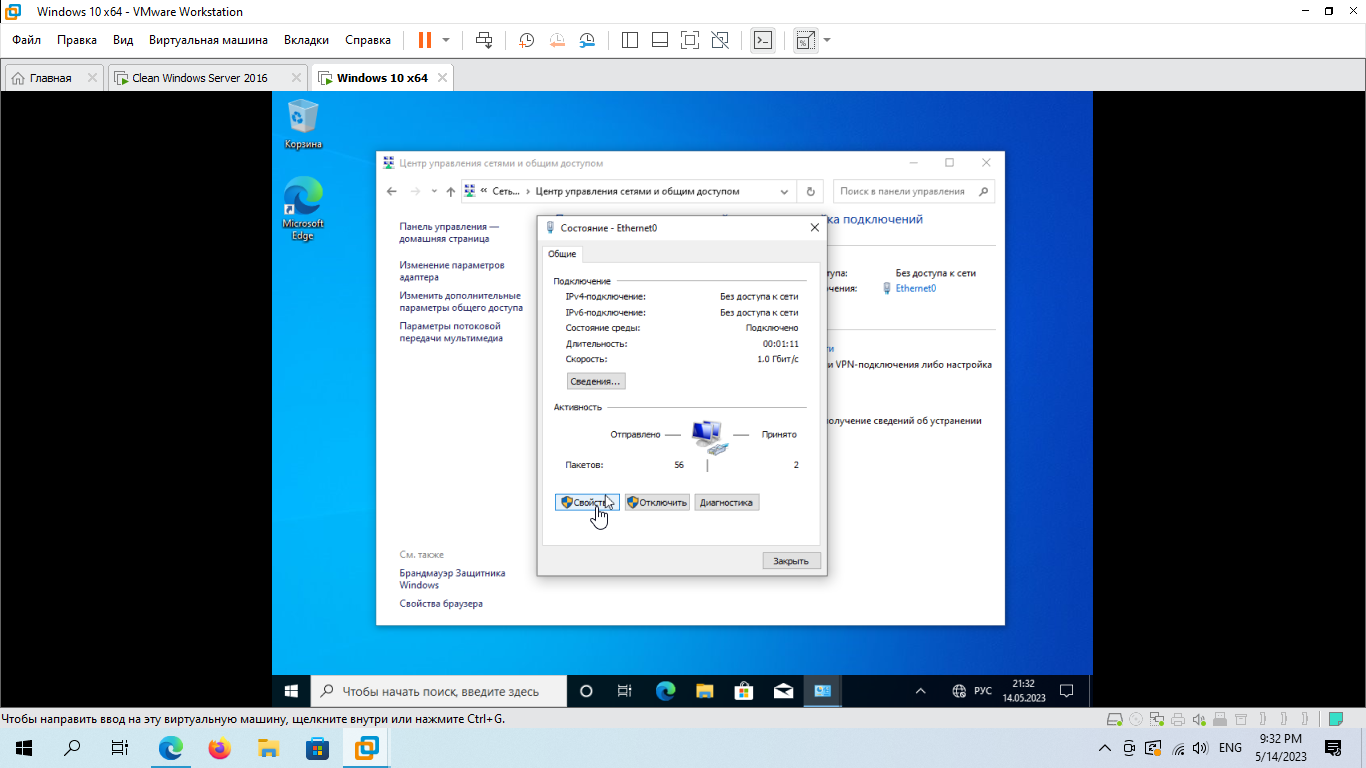 Windows 10 x64 - VMware Workstation
Файл Правка Вид Виртуальная машина Вкладки Справка
Главная Clean Windows Server 2016 Windows 10 x64
Корзина
Microsoft
Edge
Центр управления сетями и общим доступом
Сеть... Центр управления сетями и общим доступом Поиск в панели управления
Панель управления —
домашняя страница
Изменение параметров
адаптера
Изменить дополнительные
параметры общего доступа
Параметры потоковой
передачи мультимедиа
См. также
Брандмауэр Защитника
Windows
Свойства браузера
подключений
Без доступа к сети
Ethernet0
и VPN-подключения либо настройка
сведений об устранении
Состояние - Ethernet0
Общие
Подключение
IPv4-подключение: Без доступа к сети
IPv6-подключение: Без доступа к сети
Состояние среды: Подключено
Длительность: 00:01:11
Скорость: 1.0 Гбит/с
Сведения...
Активность
Отправлено — — Принято
Пакетов: 56 2
Отключить Диагностика
Закрыть
Чтобы начать поиск, введите здесь
РУС
21:32
14.05.2023
Чтобы направить ввод на эту виртуальную машину, щелкните внутри или нажмите Ctrl+G.
ENG
9:32 PM
5/14/2023